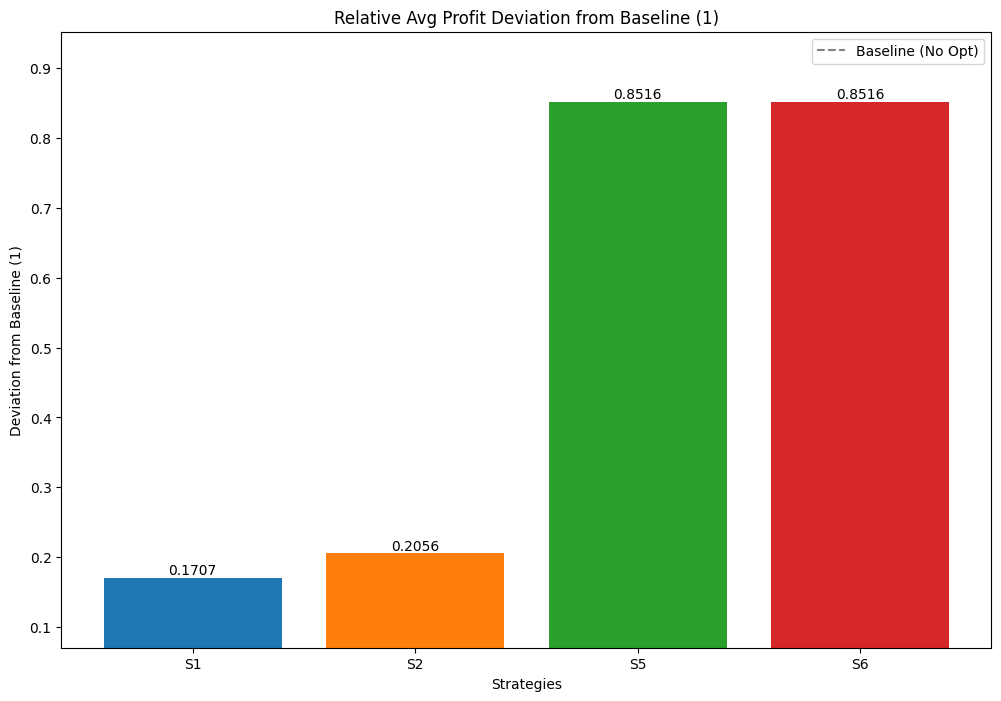 Relative Avg Profit Deviation from Baseline (1)
Baseline (No Opt)
Deviation from Baseline (1)
0.9
0.8
0.7
0.6
0.5
0.4
0.3
0.2
0.1
0.1707
0.2056
0.8516
0.8516
S1
S2
S5
S6
Strategies